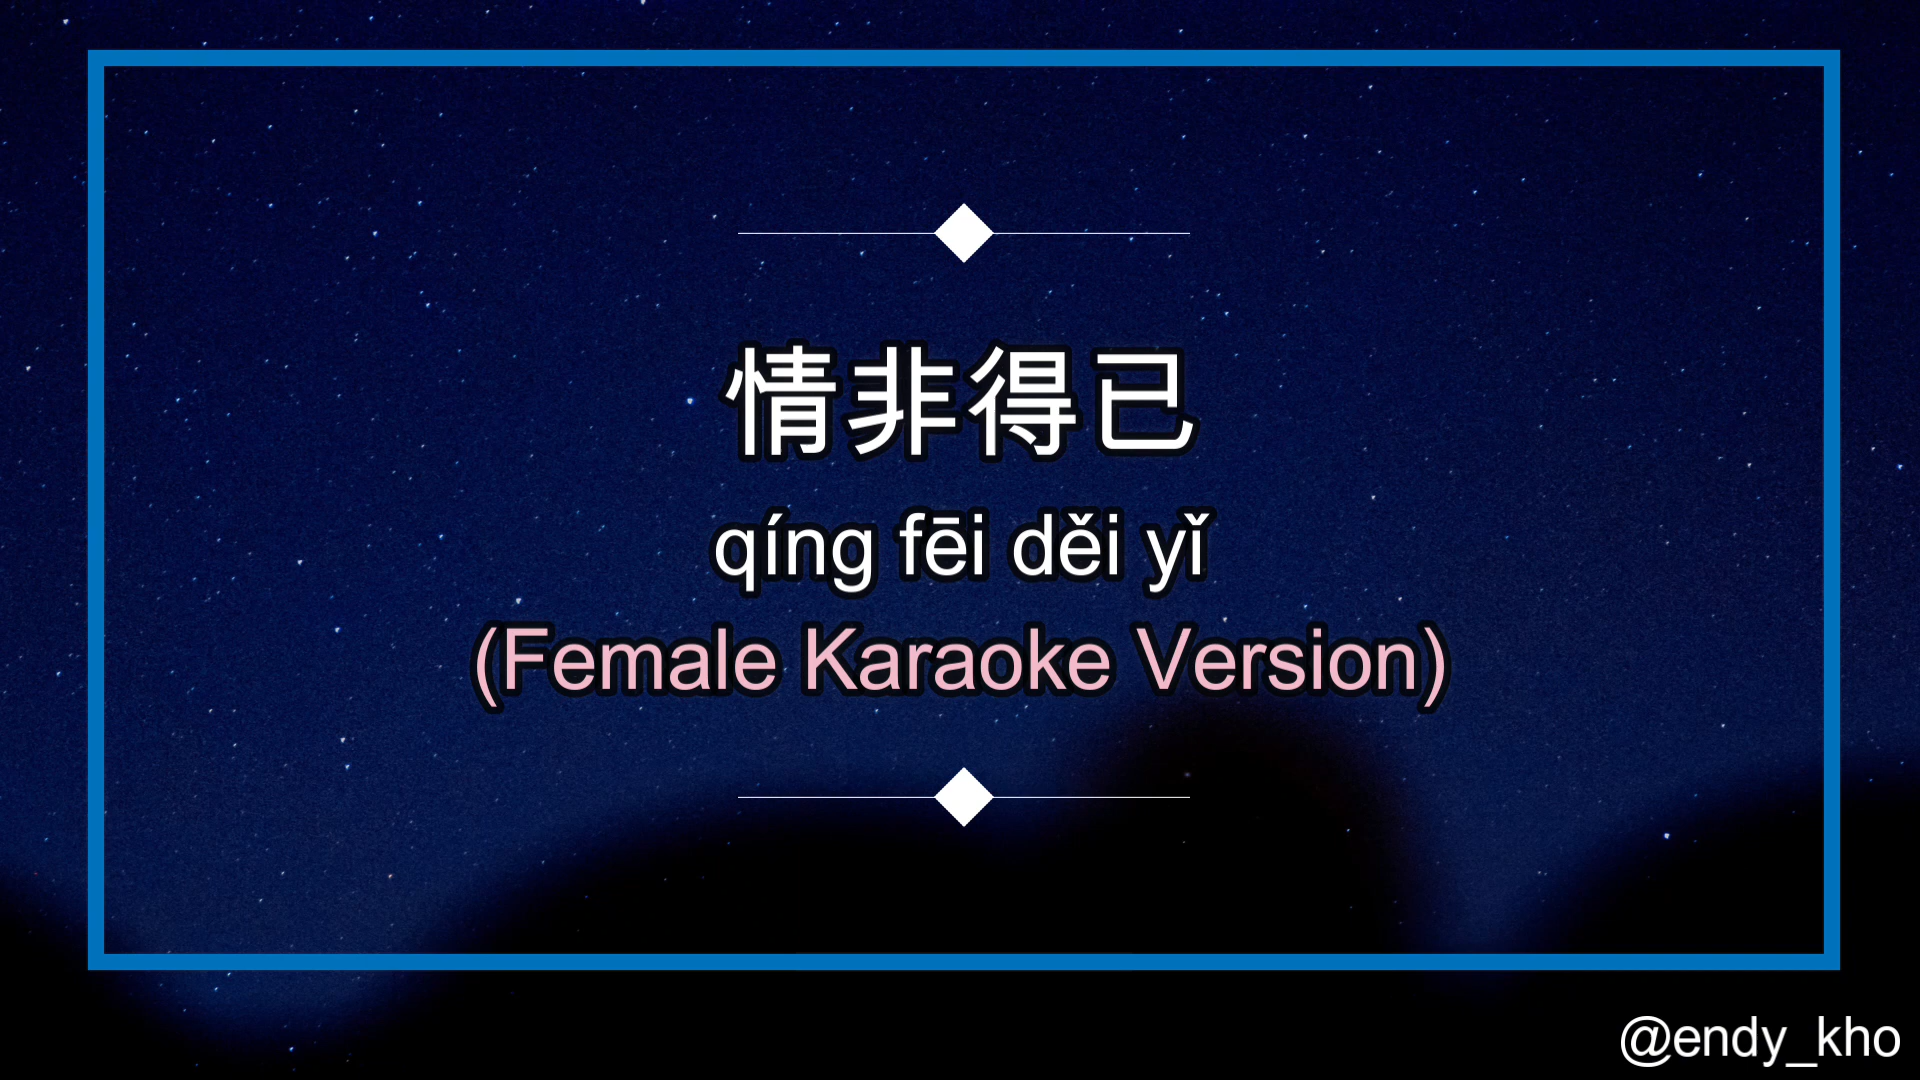 情非得已
qíng fēi děi yǐ
(Female Karaoke Version)
@endy_kho